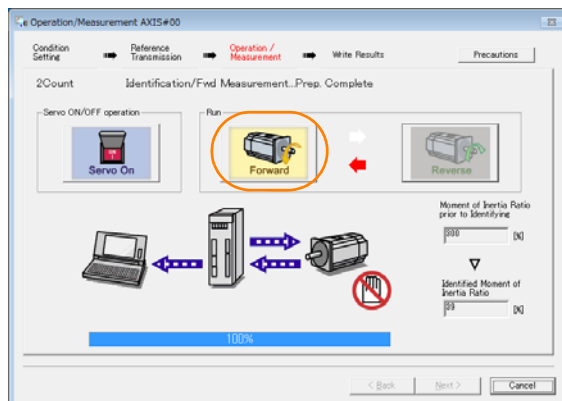 Operation/Measurement AXIS#00
Condition Setting
Reference Transmission
Operation / Measurement
Write Results
Precautions
2Count
Identification/Fwd Measurement...Prep. Complete
Servo ON/OFF operation
Run
Servo On
Forward
Reverse
Moment of Inertia Ratio
prior to Identifying
300 [%]
Identified Moment of
Inertia Ratio
39 [%]
100%
< Back
Next >
Cancel